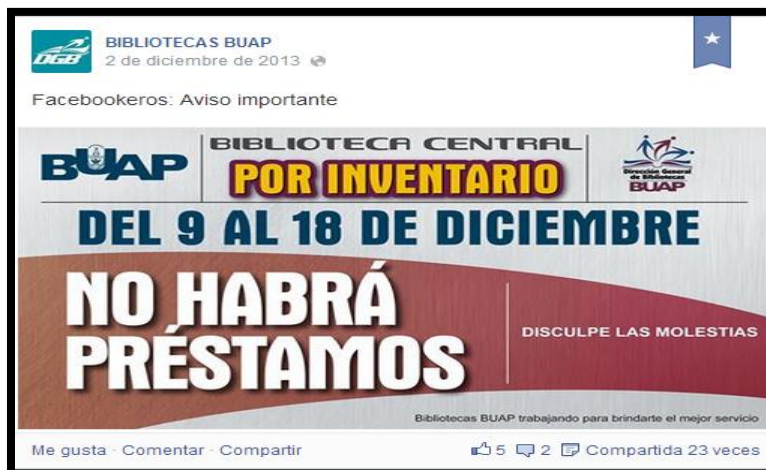 DGB
BIBLIOTECAS BUAP
2 de diciembre de 2013
Facebookeros: Aviso importante
BUAP
BIBLIOTECA CENTRAL
POR INVENTARIO
Dirección General
de Bibliotecas
BUAP
DEL 9 AL 18 DE DICIEMBRE
NO HABRÁ
PRÉSTAMOS
DISCULPE LAS MOLESTIAS
Bibliotecas BUAP trabajando para brindarte el mejor servicio
Me gusta · Comentar · Compartir 5 2 Compartida 23 veces